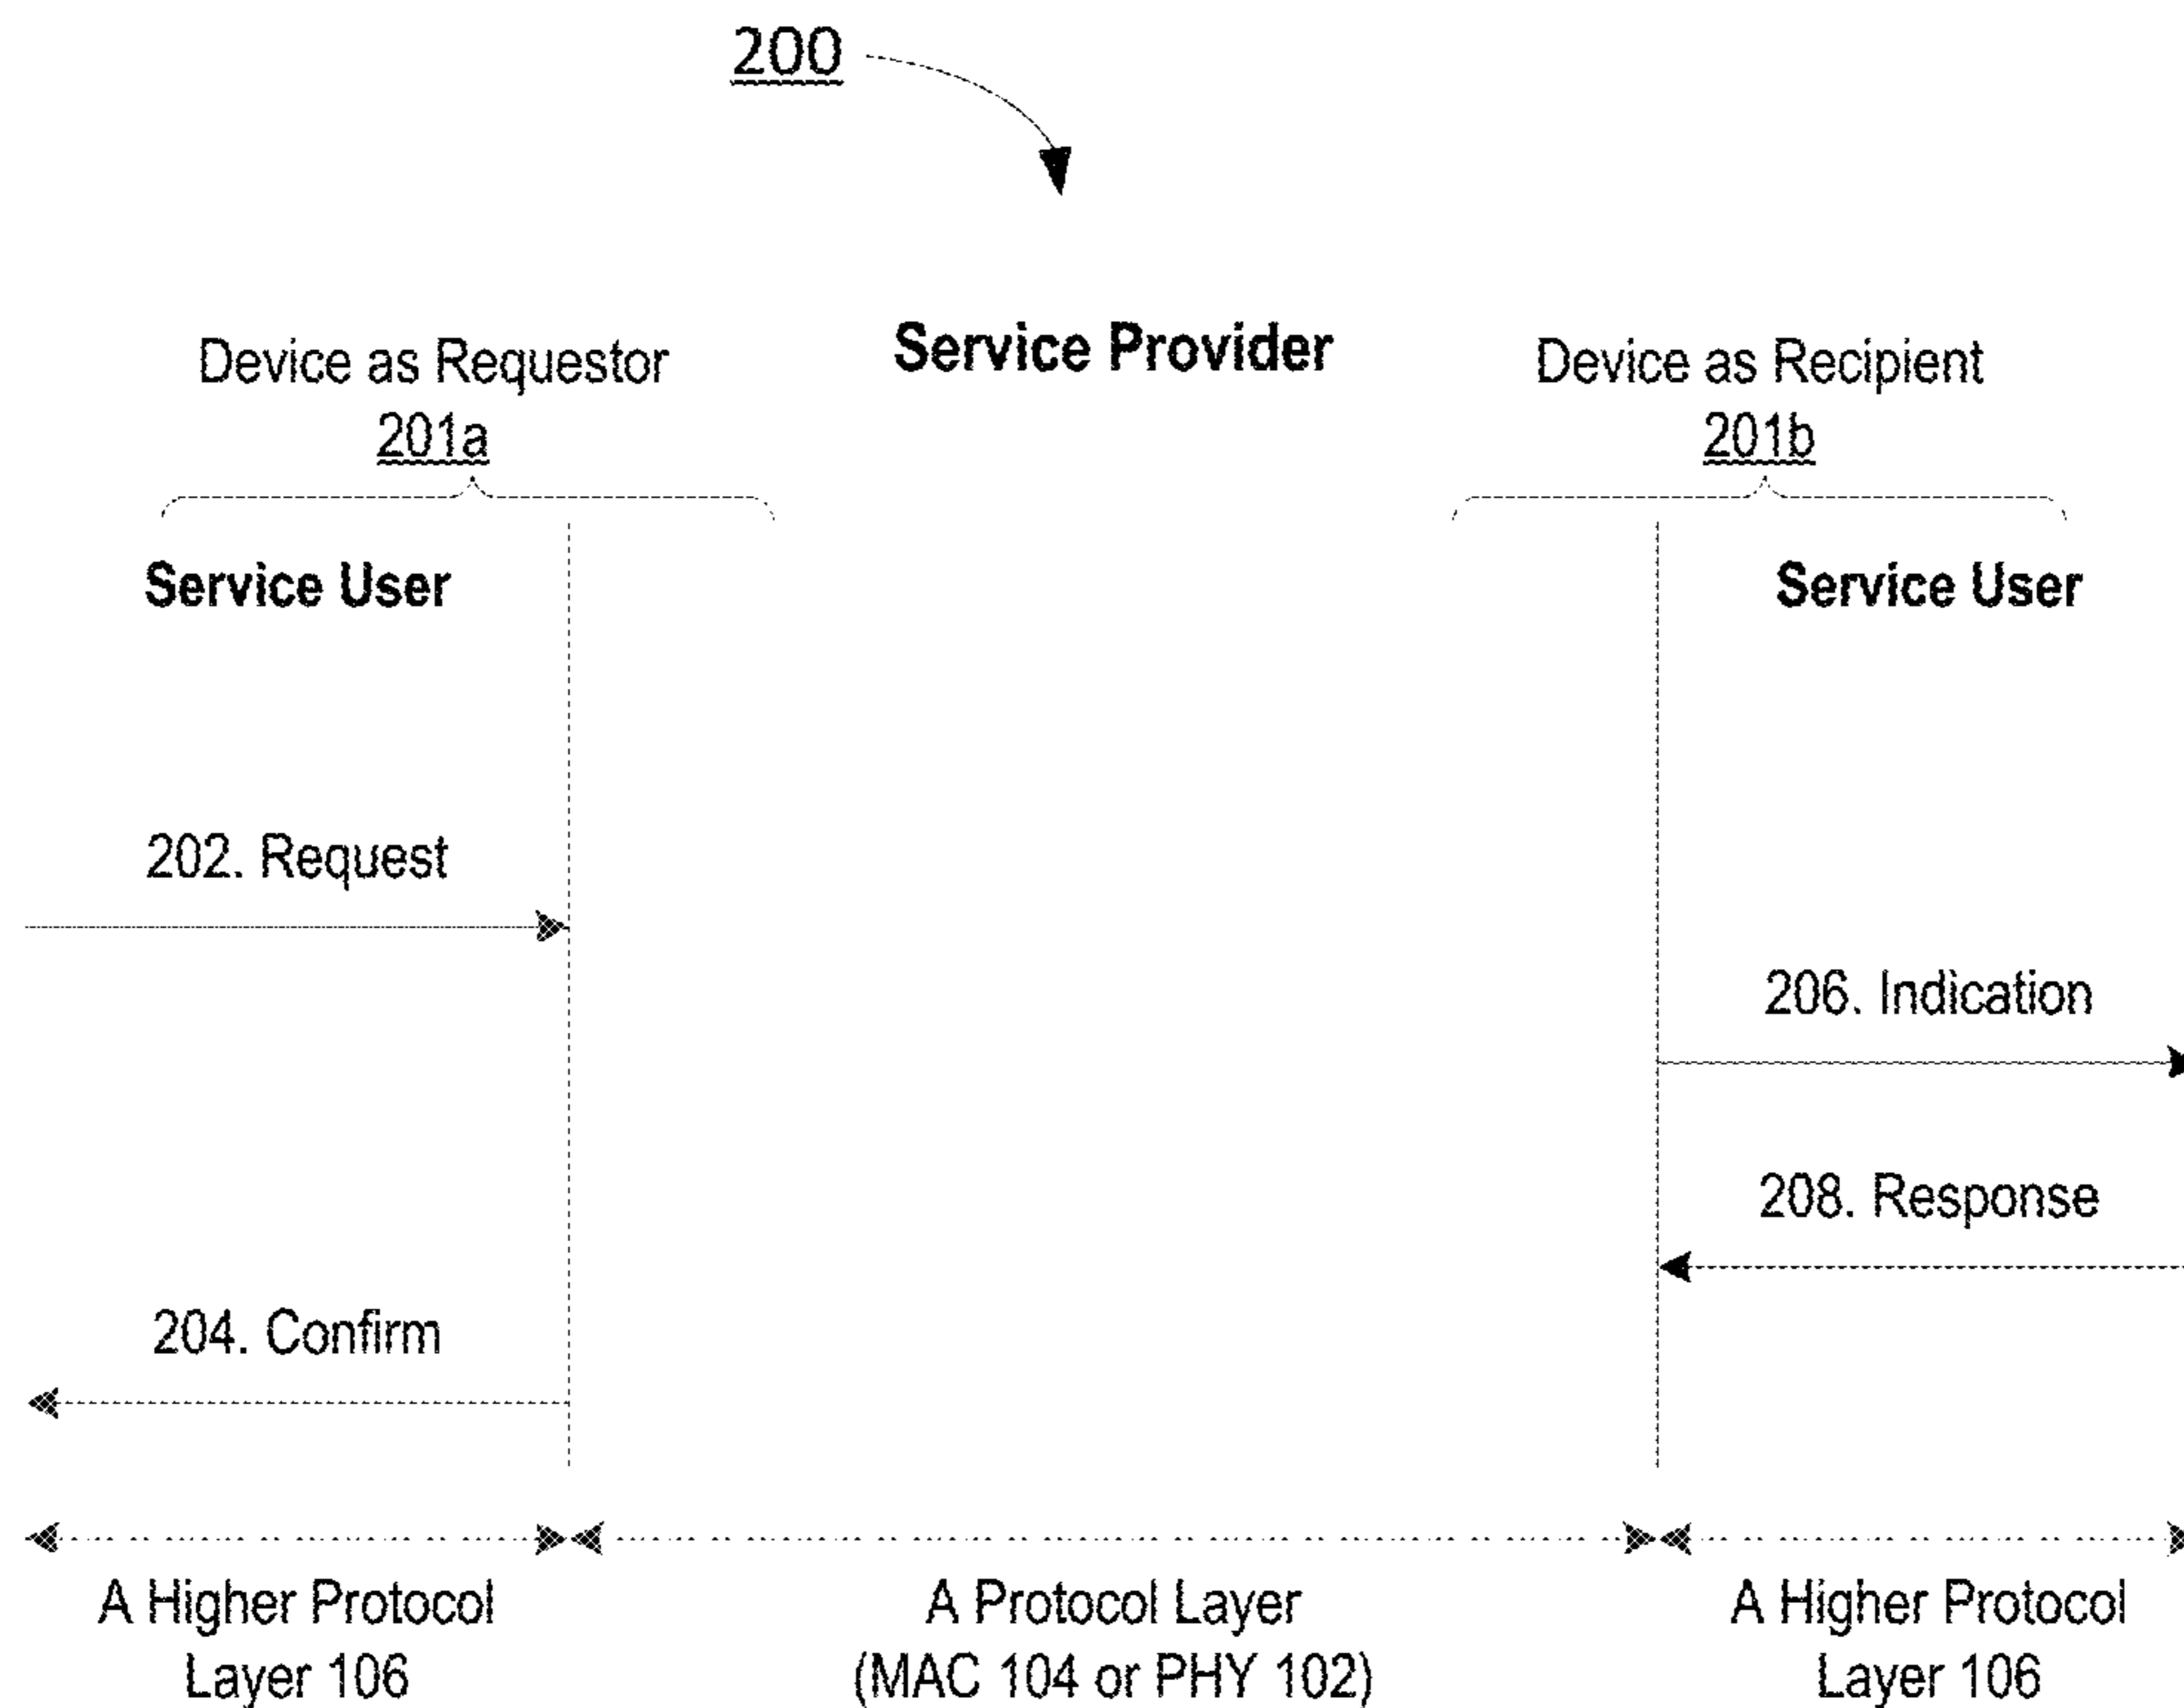 200
Service Provider
Device as Requestor
201a
Device as Recipient
201b
Service User
Service User
202. Request
206. Indication
208. Response
204. Confirm
A Higher Protocol
Layer 106
A Protocol Layer
(MAC 104 or PHY 102)
A Higher Protocol
Layer 106